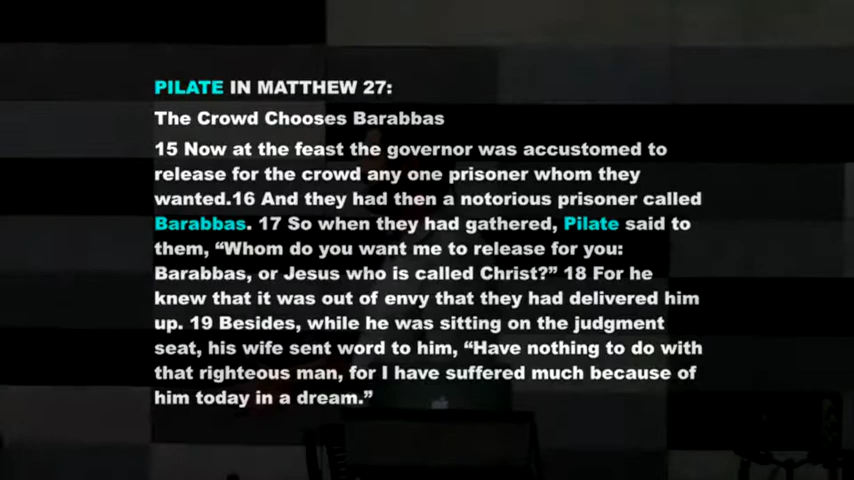 PILATE IN MATTHEW 27:
The Crowd Chooses Barabbas
15 Now at the feast the governor was accustomed to
release for the crowd any one prisoner whom they
wanted.16 And they had then a notorious prisoner called
Barabbas. 17 So when they had gathered, Pilate said to
them, “Whom do you want me to release for you:
Barabbas, or Jesus who is called Christ?” 18 For he
knew that it was out of envy that they had delivered him
up. 19 Besides, while he was sitting on the judgment
seat, his wife sent word to him, “Have nothing to do with
that righteous man, for I have suffered much because of
him today in a dream.”